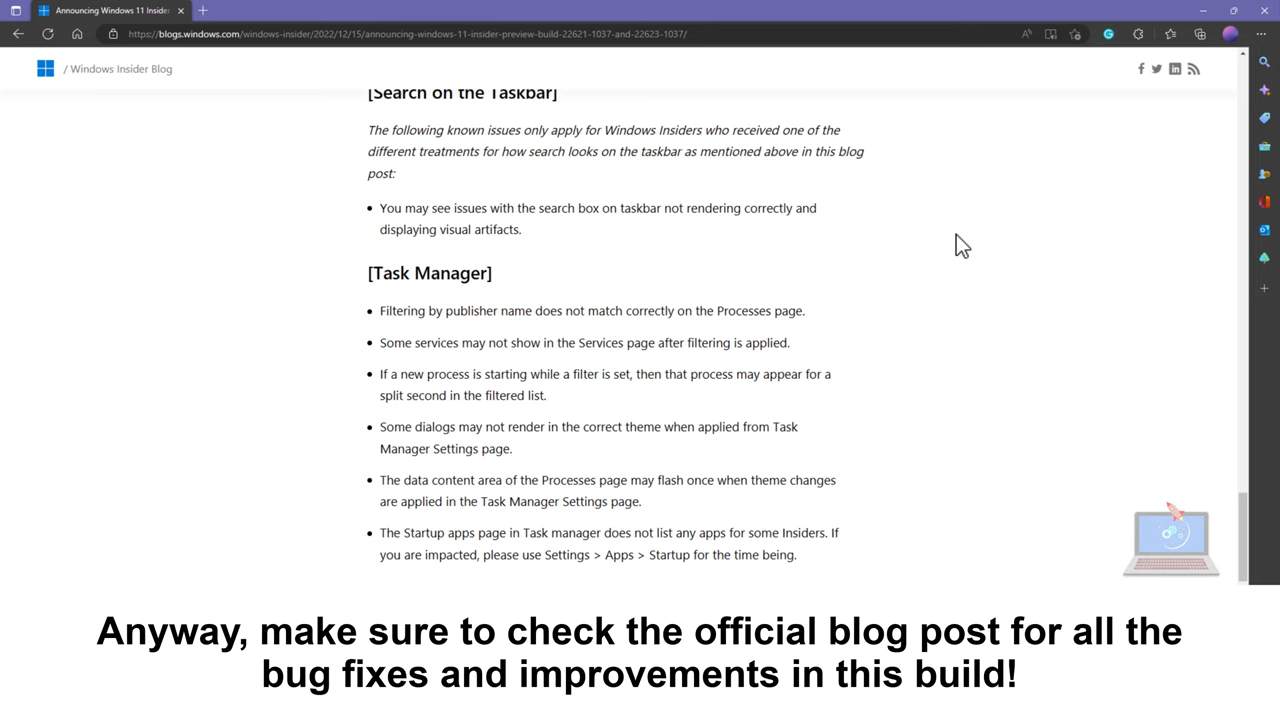 Announcing Windows 11 Insider
https://blogs.windows.com/windows-insider/2022/12/15/announcing-windows-11-insider-preview-build-22621-1037-and-22623-1037/
/ Windows Insider Blog
[Search on the Taskbar]
The following known issues only apply for Windows Insiders who received one of the
different treatments for how search looks on the taskbar as mentioned above in this blog
post:
• You may see issues with the search box on taskbar not rendering correctly and
displaying visual artifacts.
[Task Manager]
• Filtering by publisher name does not match correctly on the Processes page.
• Some services may not show in the Services page after filtering is applied.
• If a new process is starting while a filter is set, then that process may appear for a
split second in the filtered list.
• Some dialogs may not render in the correct theme when applied from Task
Manager Settings page.
• The data content area of the Processes page may flash once when theme changes
are applied in the Task Manager Settings page.
• The Startup apps page in Task manager does not list any apps for some Insiders. If
you are impacted, please use Settings > Apps > Startup for the time being.
Anyway, make sure to check the official blog post for all the
bug fixes and improvements in this build!